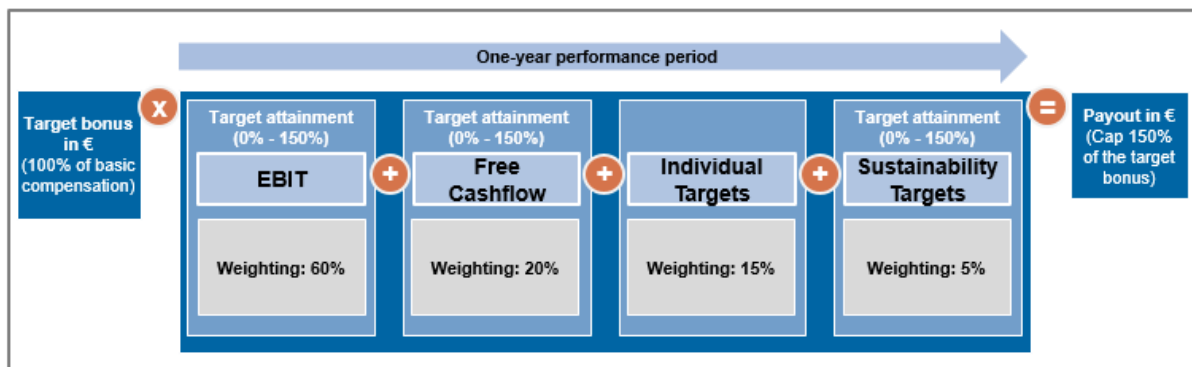 One-year performance period
Target bonus
in €
(100% of basic
compensation)
x
Target attainment
(0% - 150%)
EBIT
Weighting: 60%
+
Target attainment
(0% - 150%)
Free
Cashflow
Weighting: 20%
+
Individual
Targets
Weighting: 15%
+
Target attainment
(0% - 150%)
Sustainability
Targets
Weighting: 5%
=
Payout in €
(Cap 150%
of the target
bonus)